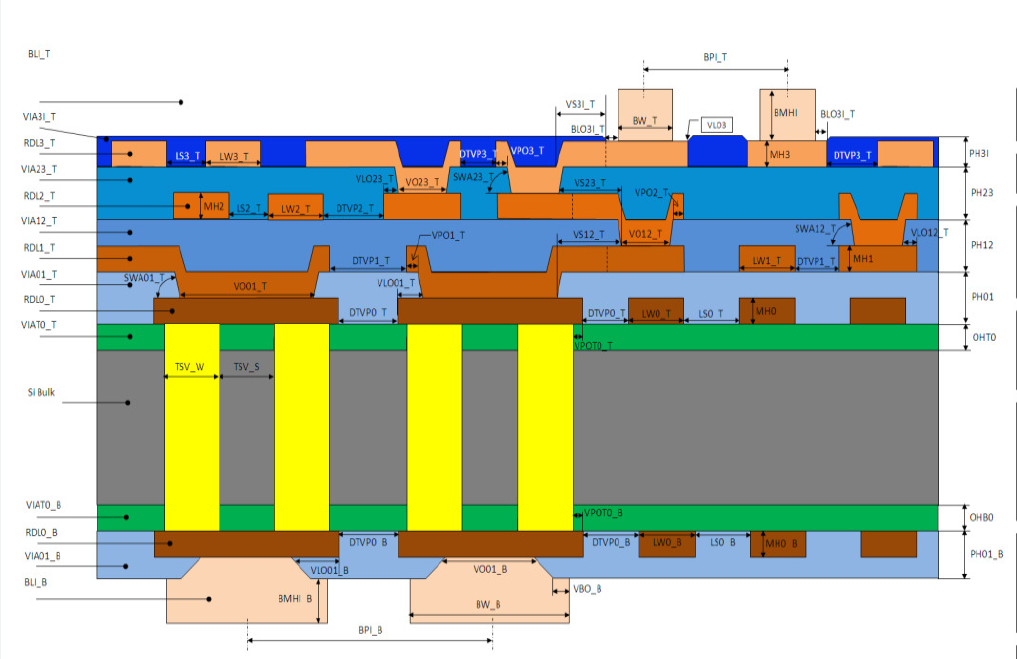 BLI_T
BPI_T
VS3I_T
BMHI
BLO3I_T
VIA3I_T
BLO3I_T
BW_T
VLO3
RDL3_T
LS3_T
LW3_T
DTVP3_T
VPO3_T
MH3
DTVP3_T
PH3I
VIA23_T
VLO23_T
VO23_T
SWA23_T
VS23_T
VPO2_T
PH23
RDL2_T
MH2
LS2_T
LW2_T
DTVP2_T
VIA12_T
VPO1_T
VS12_T
VO12_T
SWA12_T
VLO12_T
PH12
RDL1_T
DTVP1_T
LW1_T
DTVP1_T
MH1
VIA01_T
SWA01_T
VO01_T
VLO01_T
PH01
RDL0_T
DTVP0_T
DTVP0_T
LW0_T
LS0_T
MH0
VIAT0_T
VPOT0_T
OHT0
TSV_W
TSV_S
Si Bulk
VIAT0_B
VPOT0_B
OHB0
RDL0_B
DTVP0_B
DTVP0_B
LW0_B
LS0_B
MH0_B
VIA01_B
VLO01_B
VO01_B
PH01_B
BLI_B
BMHI_B
BW_B
VBO_B
BPI_B